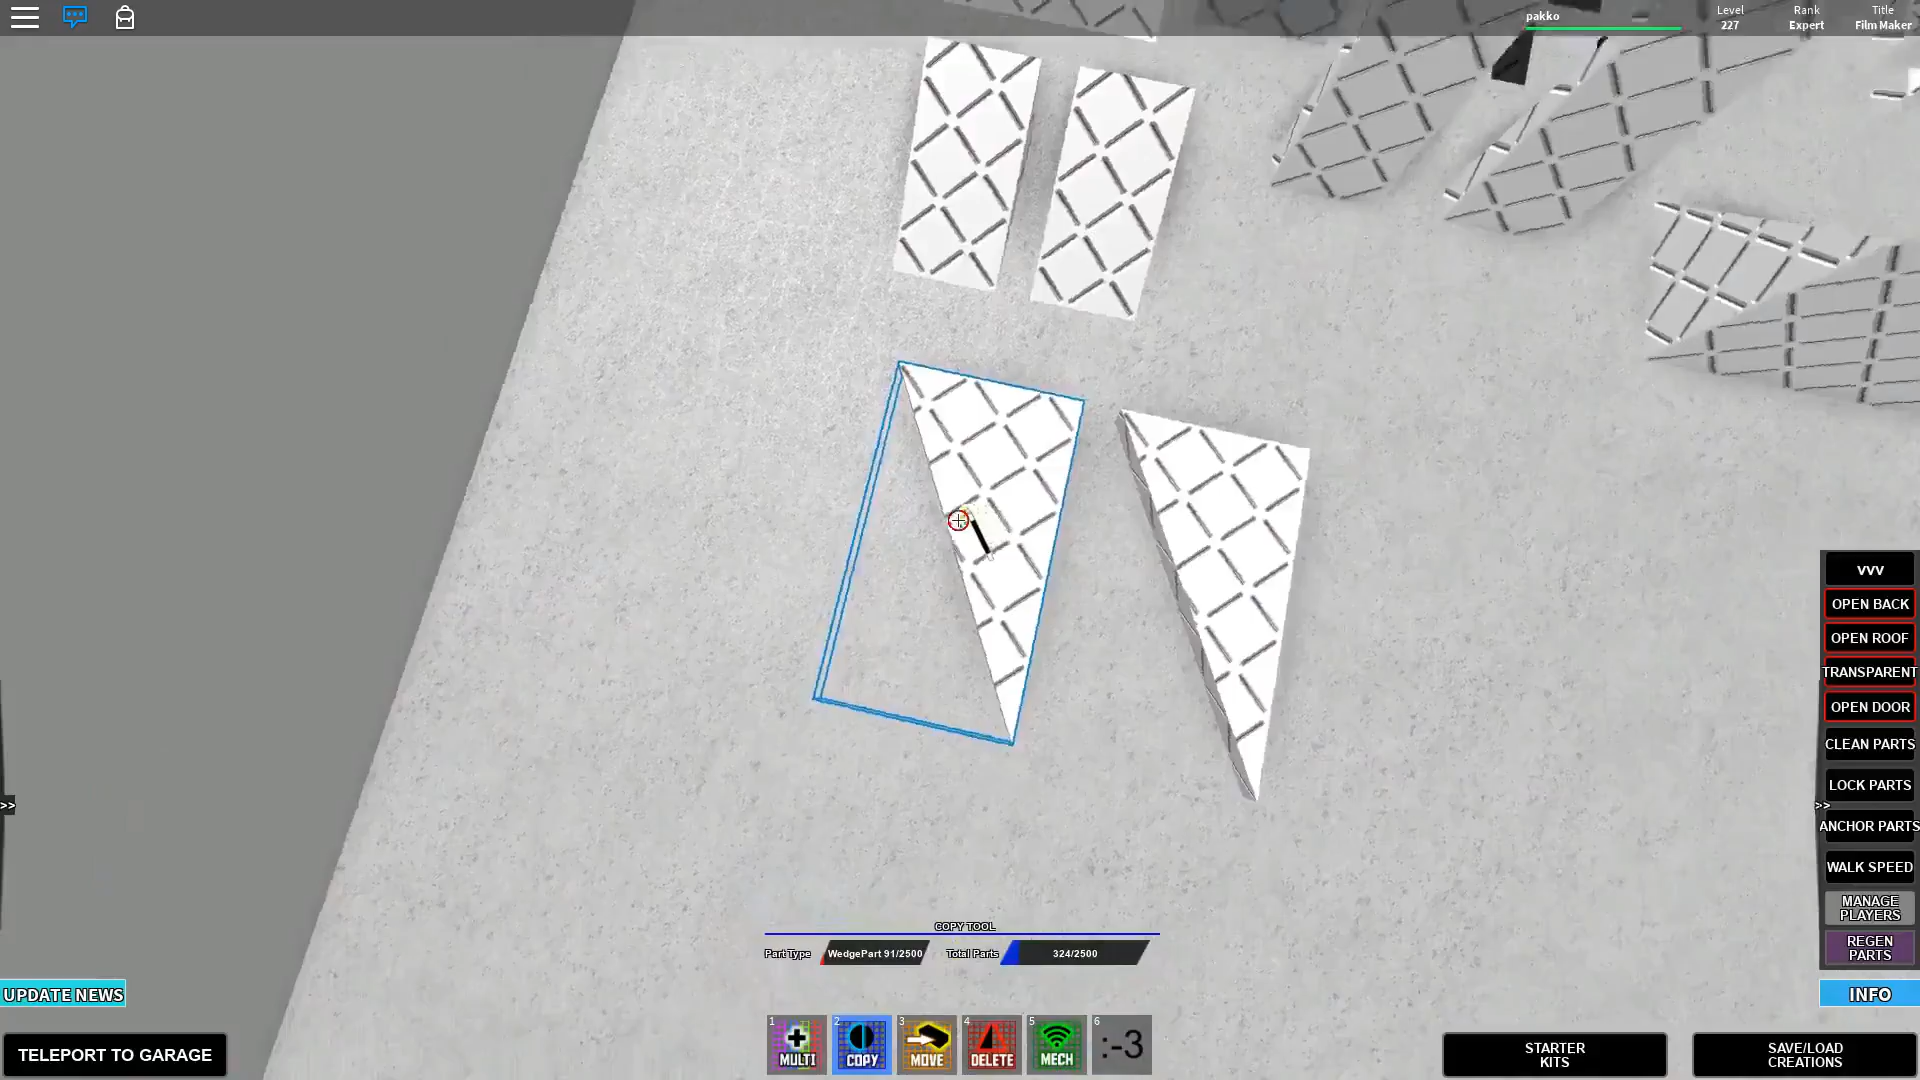 pakko
Level
227
Rank
Expert
Title
Film Maker
VVV
OPEN BACK
OPEN ROOF
TRANSPARENT
OPEN DOOR
CLEAN PARTS
LOCK PARTS
>>
>>
ANCHOR PARTS
WALK SPEED
MANAGE
PLAYERS
REGEN
PARTS
COPY TOOL
Part Type
WedgePart 91/2500
Total Parts
324/2500
UPDATE NEWS
INFO
TELEPORT TO GARAGE
1
MULTI
2
COPY
3
MOVE
4
DELETE
5
MECH
6
:-3
STARTER
KITS
SAVE/LOAD
CREATIONS